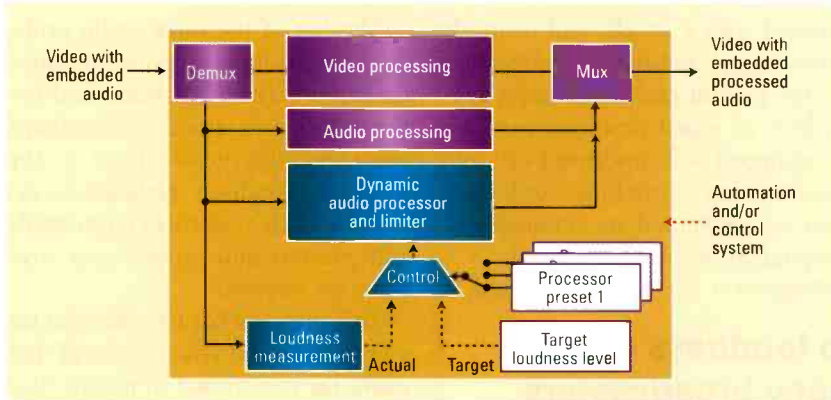 Video with
embedded
audio
Demux
Video processing
Mux
Video with
embedded
processed
audio
Audio processing
Dynamic
audio processor
and limiter
Automation
and/or
control
system
Control
Processor
preset 1
Loudness
measurement
Actual
Target
Target
loudness level